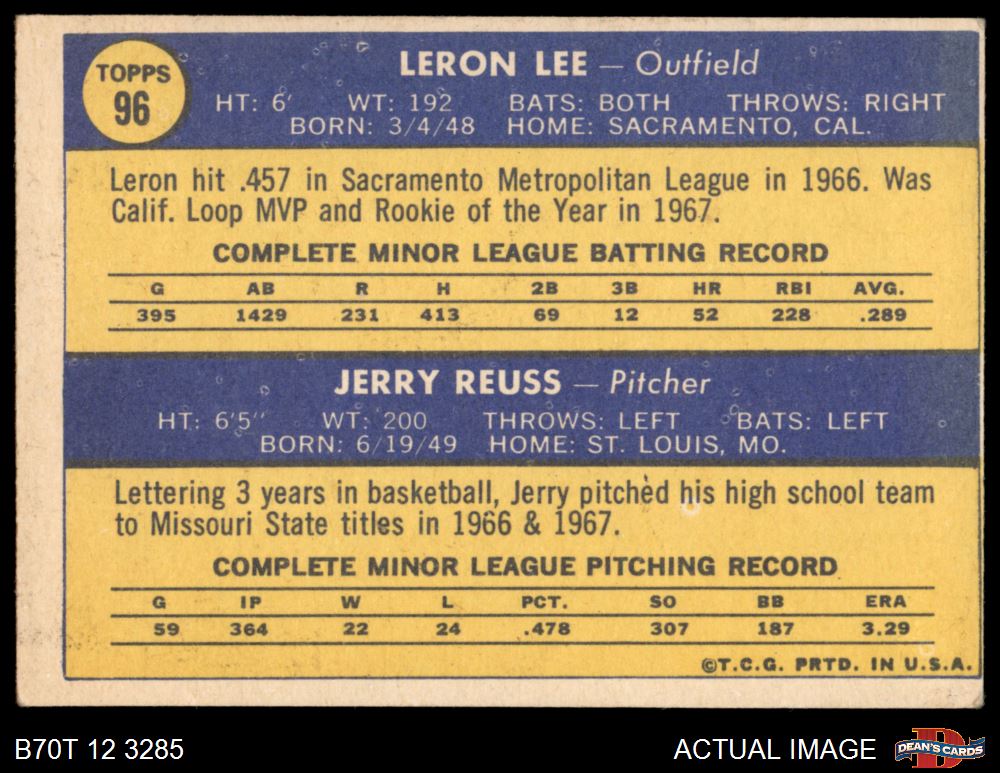 TOPPS
96
LERON LEE — Outfield
HT: 6' WT: 192 BATS: BOTH THROWS: RIGHT
BORN: 3/4/48 HOME: SACRAMENTO, CAL.
Leron hit .457 in Sacramento Metropolitan League in 1966. Was
Calif. Loop MVP and Rookie of the Year in 1967.
COMPLETE MINOR LEAGUE BATTING RECORD
G AB R H 2B 3B HR RBI AVG.
395 1429 231 413 69 12 52 228 .289
JERRY REUSS — Pitcher
HT: 6'5'' WT: 200 THROWS: LEFT BATS: LEFT
BORN: 6/19/49 HOME: ST. LOUIS, MO.
Lettering 3 years in basketball, Jerry pitched his high school team
to Missouri State titles in 1966 & 1967.
COMPLETE MINOR LEAGUE PITCHING RECORD
G IP W L PCT. SO BB ERA
59 364 22 24 .478 307 187 3.29
©T.C.G. PRTD. IN U.S.A.
B70T 12 3285 ACTUAL IMAGE DEAN'S CARDS